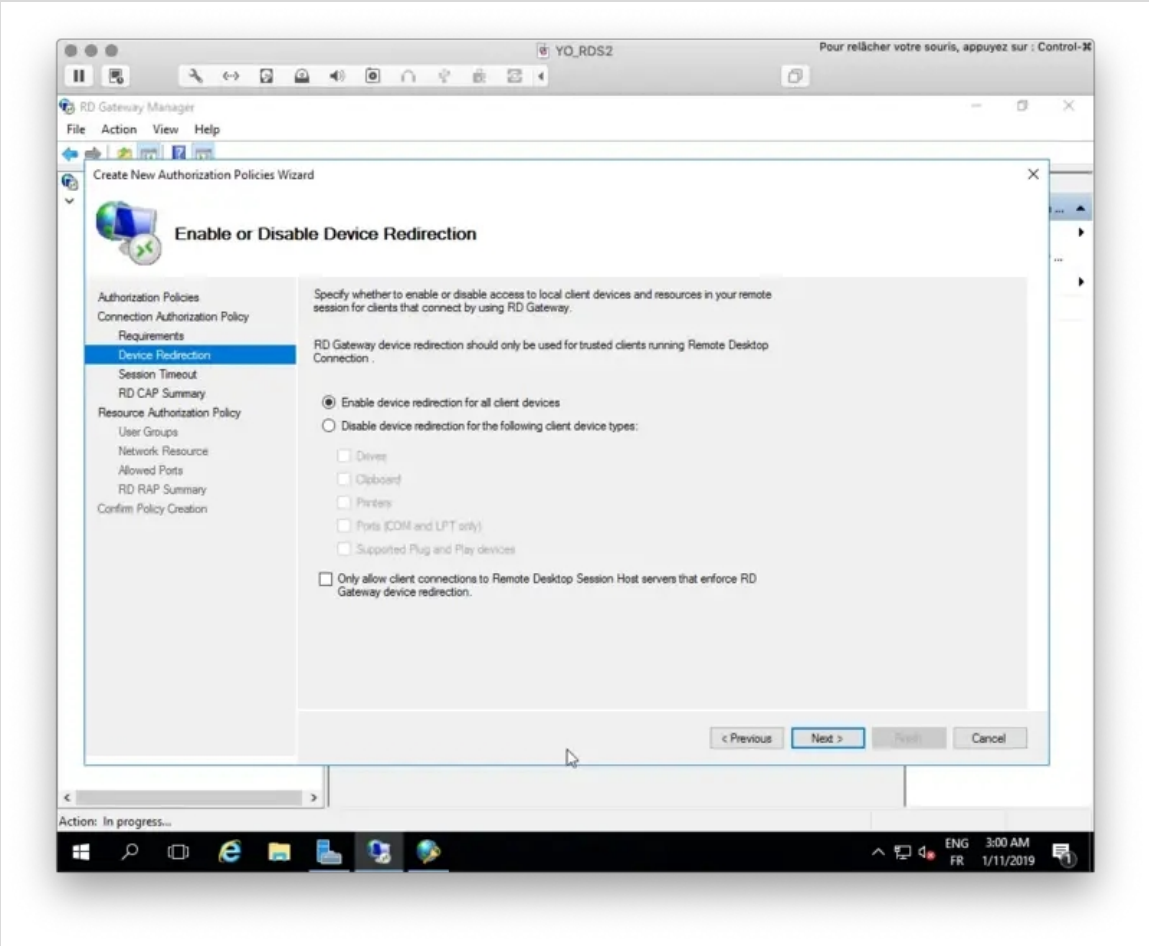 YO_RDS2
Pour relâcher votre souris, appuyez sur : Control-⌘
RD Gateway Manager
File Action View Help
Create New Authorization Policies Wizard
Enable or Disable Device Redirection
Authorization Policies
Connection Authorization Policy
Requirements
Device Redirection
Session Timeout
RD CAP Summary
Resource Authorization Policy
User Groups
Network Resource
Allowed Ports
RD RAP Summary
Confirm Policy Creation
Specify whether to enable or disable access to local client devices and resources in your remote
session for clients that connect by using RD Gateway.
RD Gateway device redirection should only be used for trusted clients running Remote Desktop
Connection .
Enable device redirection for all client devices
Disable device redirection for the following client device types:
Drives
Clipboard
Printers
Ports (COM and LPT only)
Supported Plug and Play devices
Only allow client connections to Remote Desktop Session Host servers that enforce RD
Gateway device redirection.
< Previous
Next >
Finish
Cancel
Action: In progress...
ENG
FR
3:00 AM
1/11/2019
1